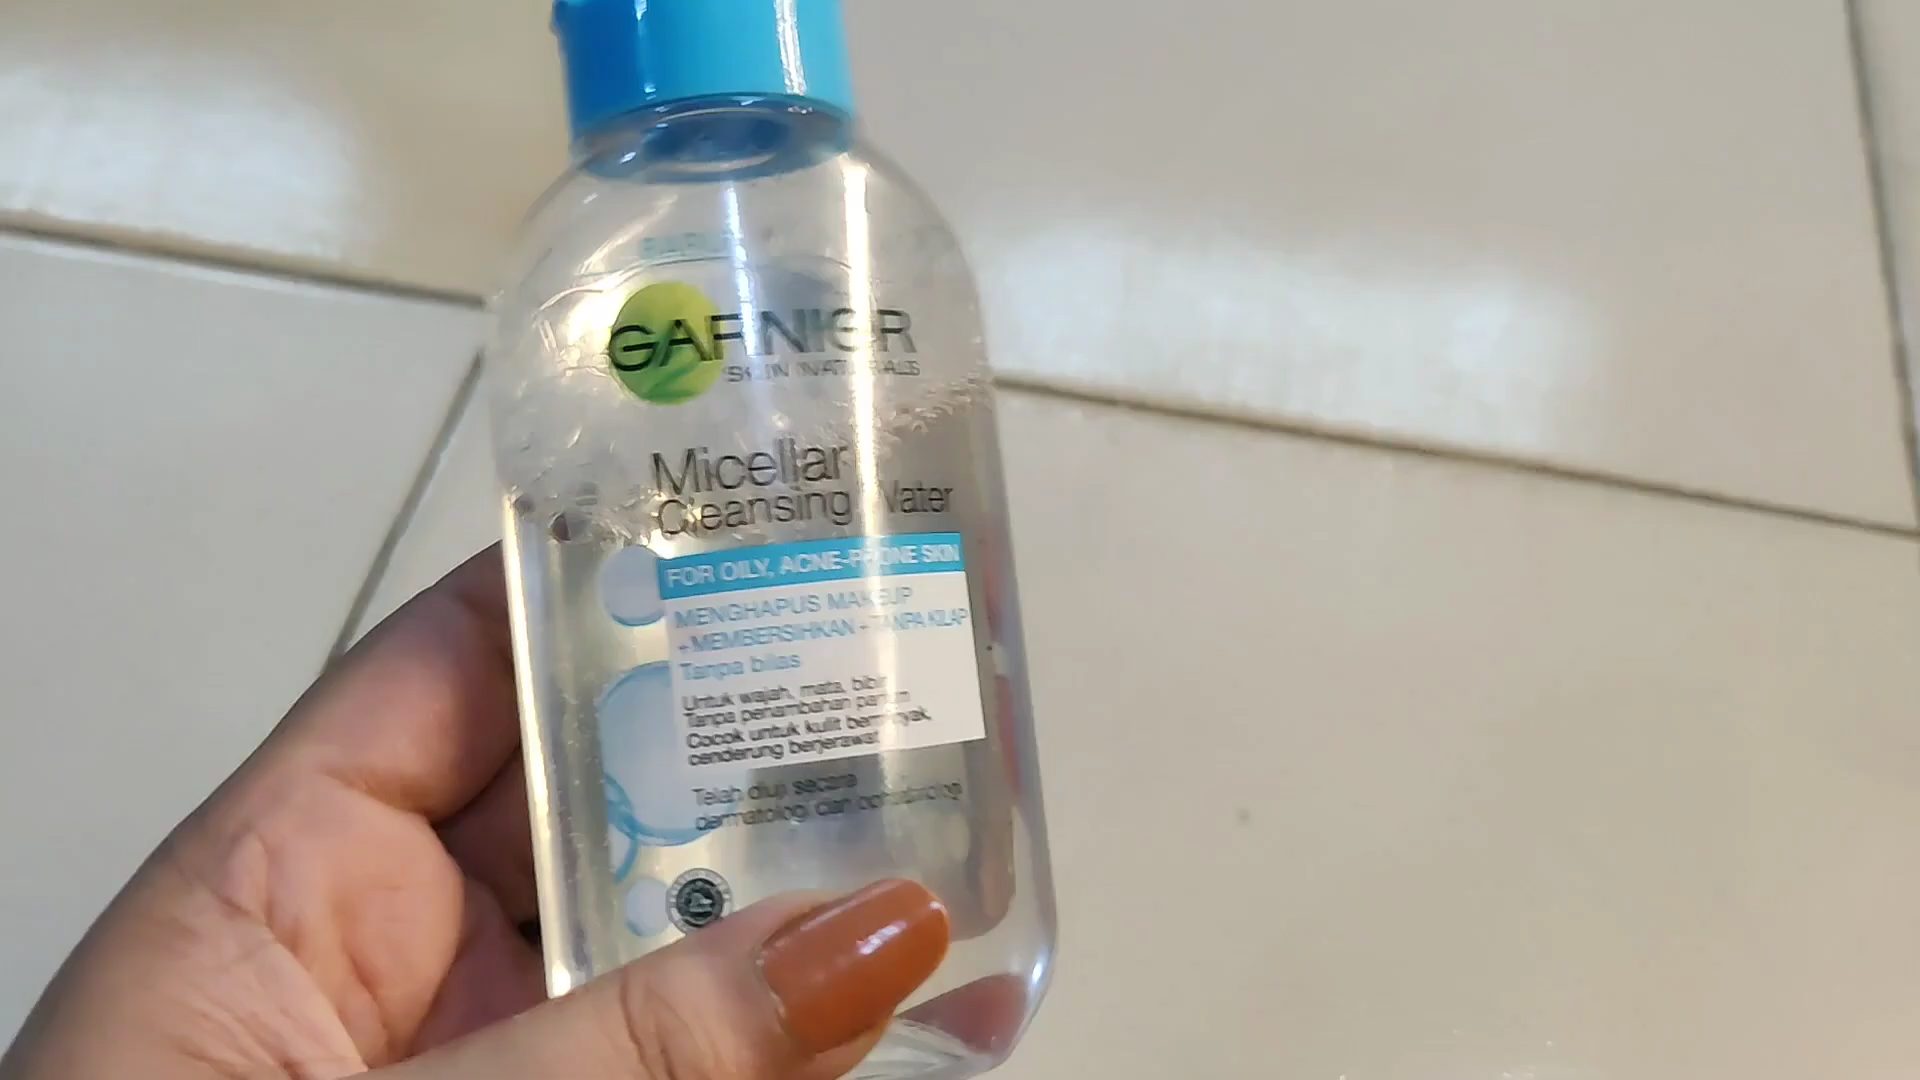 GARNIER
SKIN NATURALS
Micellar
Cleansing Water
FOR OILY, ACNE-PRONE SKIN
MENGHAPUS MAKEUP
+MEMBERSIHKAN + TANPA KILAP
Tanpa bilas
Untuk wajah, mata, bibir
Tanpa penambahan parfum
Cocok untuk kulit berminyak,
cenderung berjerawat
Telah diuji secara
dermatologi dan ophtalmologi